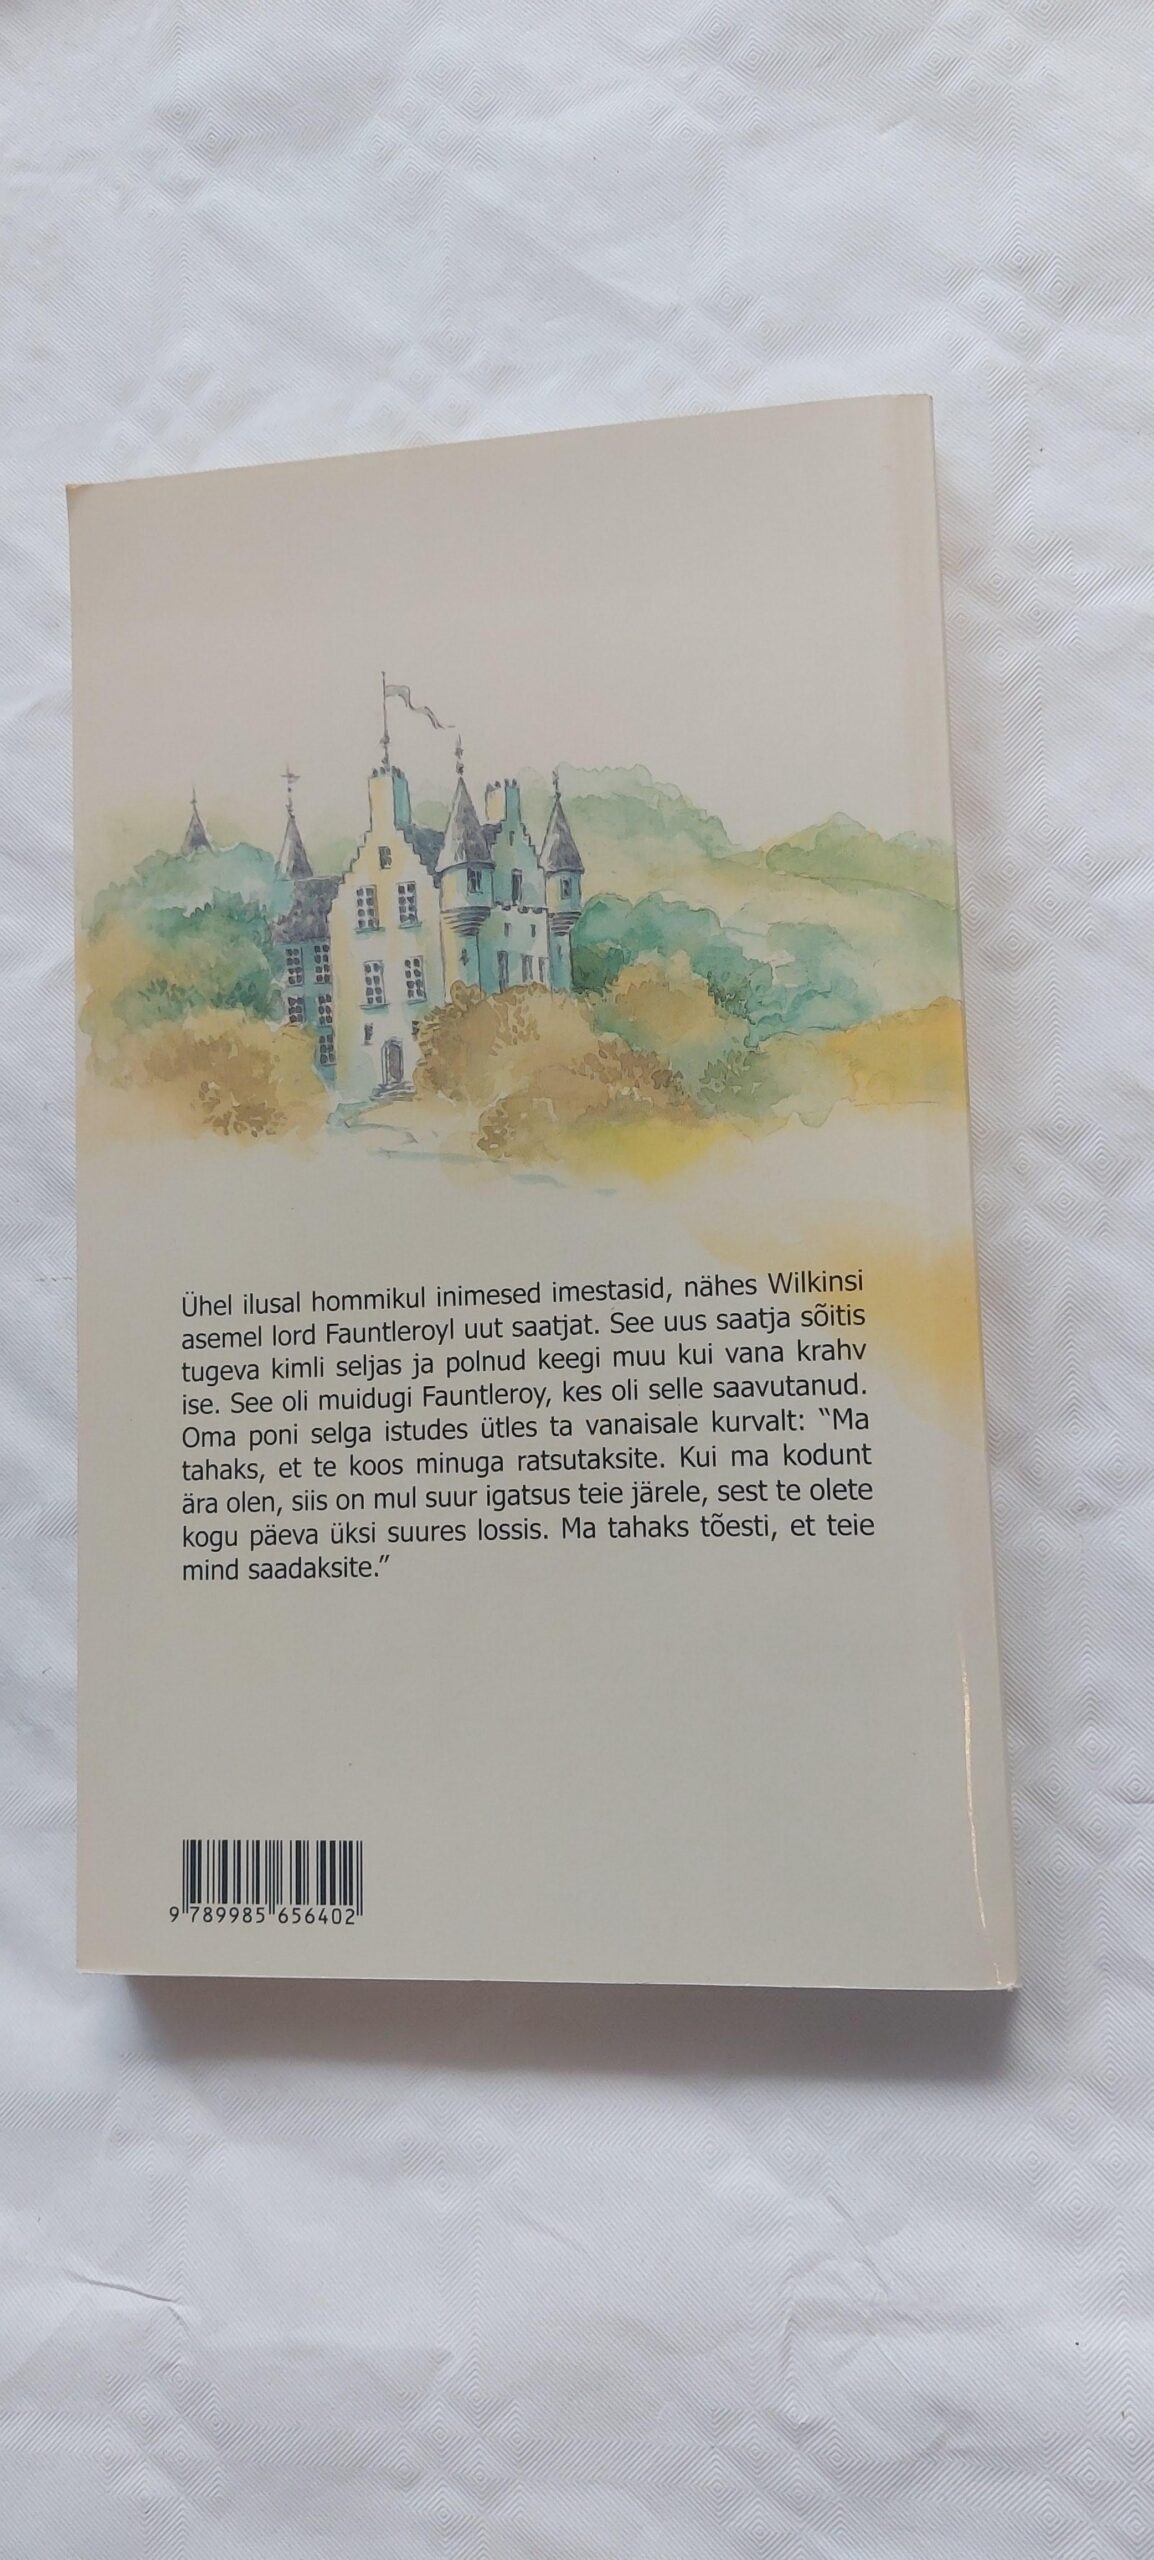 Ühel ilusal hommikul inimesed imestasid, nähes Wilkinsi
asemel lord Fauntleroyl uut saatjat. See uus saatja sõitis
tugeva kimli seljas ja polnud keegi muu kui vana krahv
ise. See oli muidugi Fauntleroy, kes oli selle saavutanud.
Oma poni selga istudes ütles ta vanaisale kurvalt: “Ma
tahaks, et te koos minuga ratsutaksite. Kui ma kodunt
ära olen, siis on mul suur igatsus teie järele, sest te olete
kogu päeva üksi suures lossis. Ma tahaks tõesti, et teie
mind saadaksite.”
9 789985 656402